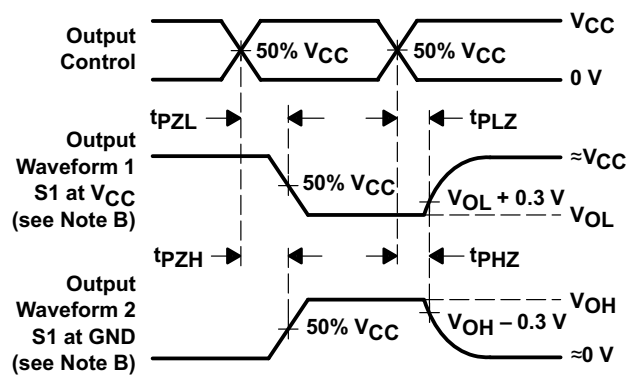 Output
Control
50% VCC
50% VCC
VCC
0 V
tPZL
tPLZ
Output
Waveform 1
S1 at VCC
(see Note B)
50% VCC
≈VCC
VOL + 0.3 V
VOL
tPZH
tPHZ
Output
Waveform 2
S1 at GND
(see Note B)
50% VCC
VOH
VOH – 0.3 V
≈0 V